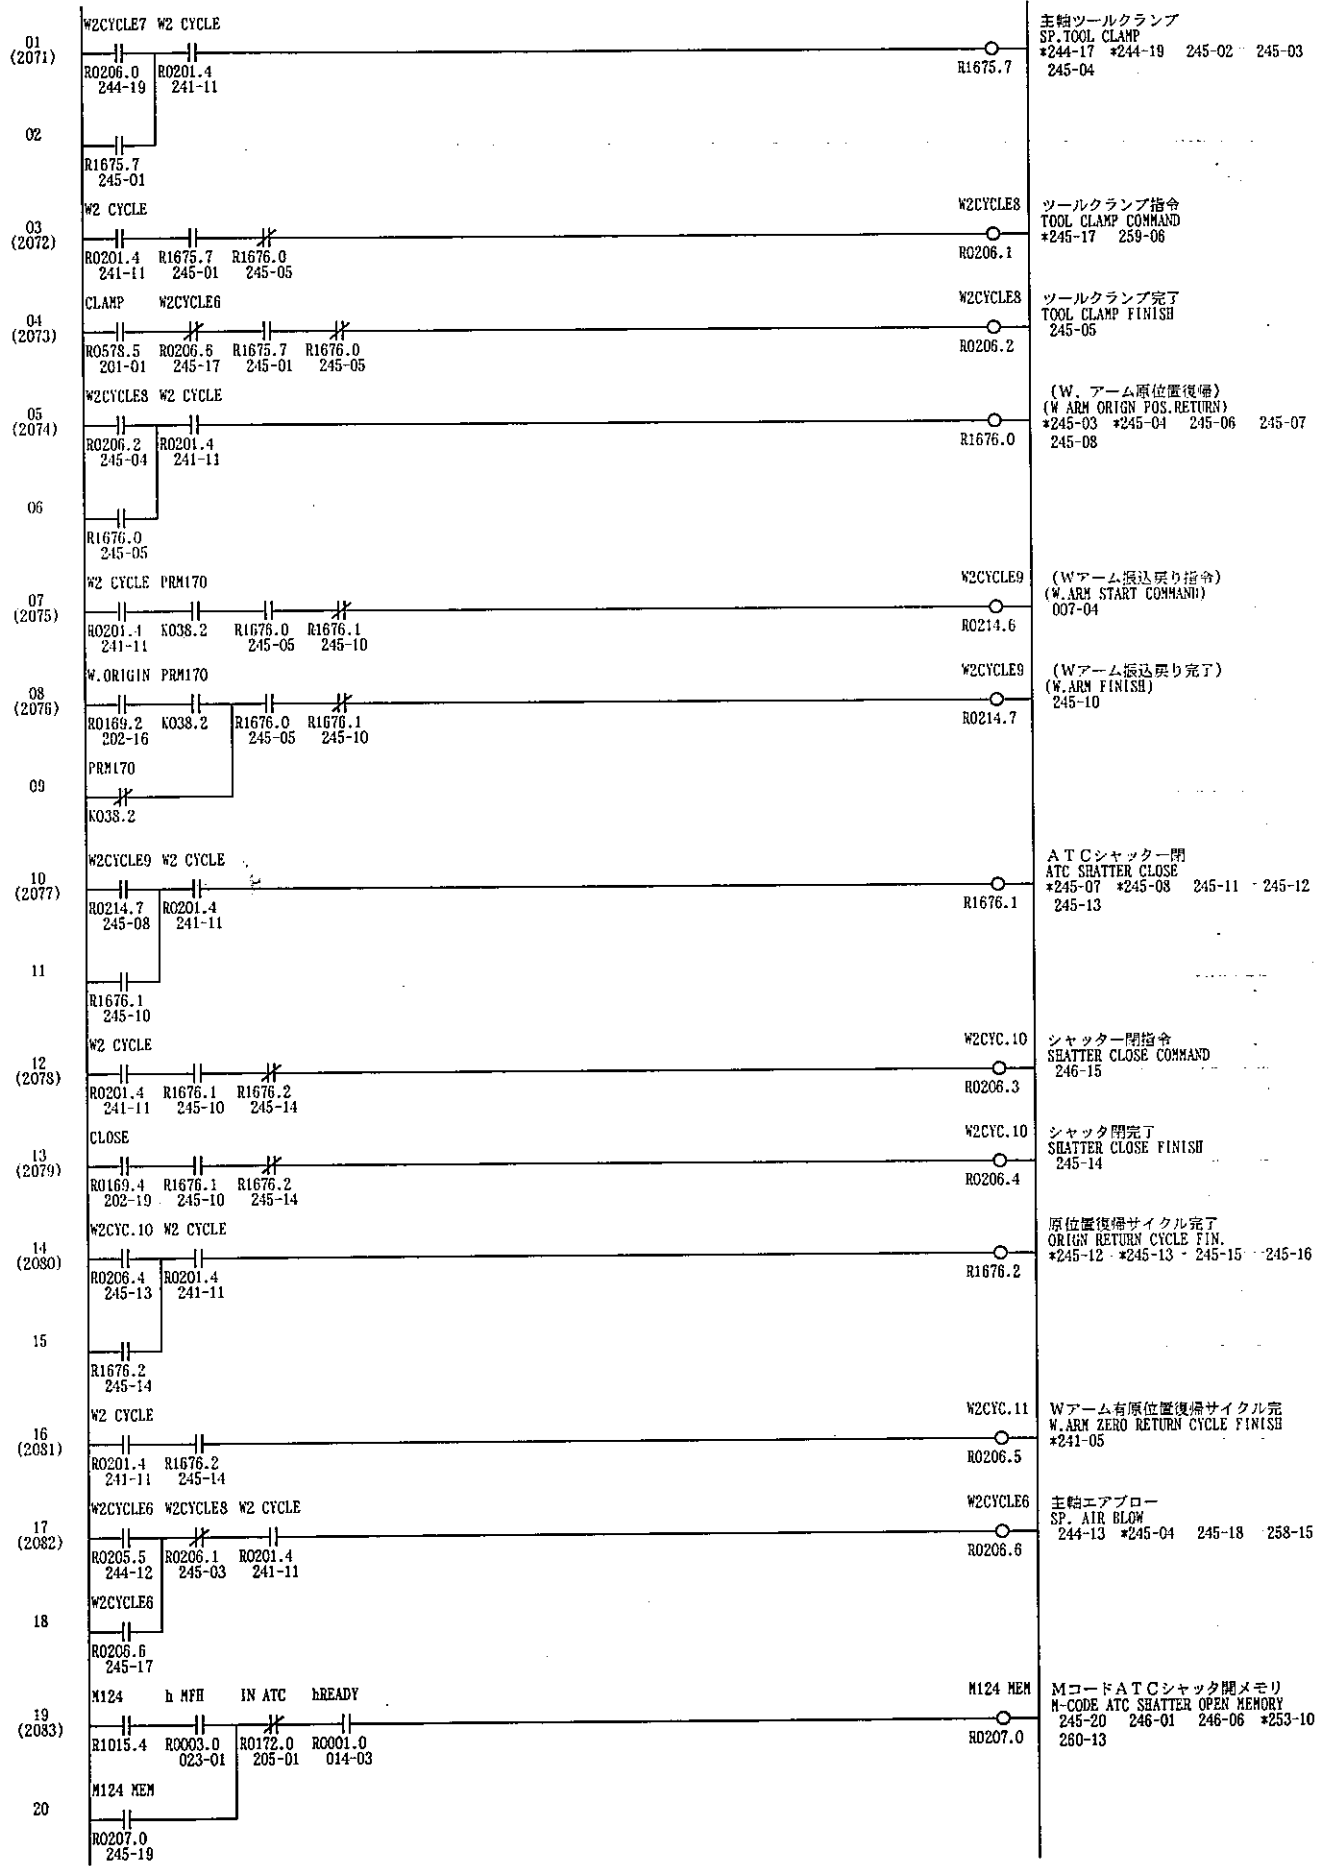 W2CYCLE7 W2 CYCLE
主軸ツールクランプ
SP.TOOL CLAMP
*244-17 *244-19 245-02 245-03
245-04
01
(2071)
R0206.0 R0201.4 R1675.7
244-19 241-11
02
R1675.7
245-01
W2 CYCLE W2CYCLE8
ツールクランプ指令
TOOL CLAMP COMMAND
*245-17 259-06
03
(2072)
R0201.4 R1675.7 R1676.0 R0206.1
241-11 245-01 245-05
CLAMP W2CYCLE6 W2CYCLE8
ツールクランプ完了
TOOL CLAMP FINISH
245-05
04
(2073)
R0578.5 R0206.6 R1675.7 R1676.0 R0206.2
201-01 245-17 245-01 245-05
W2CYCLE8 W2 CYCLE
(W、アーム原位置復帰)
(W ARM ORIGN POS.RETURN)
*245-03 *245-04 245-06 245-07
245-08
05
(2074)
R0206.2 R0201.4 R1676.0
245-04 241-11
06
R1676.0
245-05
W2 CYCLE PRM170 W2CYCLE9
(Wアーム振込戻り指令)
(W.ARM START COMMAND)
007-04
07
(2075)
R0201.4 K038.2 R1676.0 R1676.1 R0214.6
241-11 245-05 245-10
W.ORIGIN PRM170 W2CYCLE9
(Wアーム振込戻り完了)
(W.ARM FINISH)
245-10
08
(2076)
R0169.2 K038.2 R1676.0 R1676.1 R0214.7
202-16 245-05 245-10
PRM170
09
K038.2
W2CYCLE9 W2 CYCLE
ATCシャッター閉
ATC SHATTER CLOSE
*245-07 *245-08 245-11 245-12
245-13
10
(2077)
R0214.7 R0201.4 R1676.1
245-08 241-11
11
R1676.1
245-10
W2 CYCLE W2CYC.10
シャッター閉指令
SHATTER CLOSE COMMAND
246-15
12
(2078)
R0201.4 R1676.1 R1676.2 R0206.3
241-11 245-10 245-14
CLOSE W2CYC.10
シャッタ閉完了
SHATTER CLOSE FINISH
245-14
13
(2079)
R0169.4 R1676.1 R1676.2 R0206.4
202-19 245-10 245-14
W2CYC.10 W2 CYCLE
原位置復帰サイクル完了
ORIGN RETURN CYCLE FIN.
*245-12 *245-13 245-15 245-16
14
(2080)
R0206.4 R0201.4 R1676.2
245-13 241-11
15
R1676.2
245-14
W2 CYCLE W2CYC.11
Wアーム有原位置復帰サイクル完
W.ARM ZERO RETURN CYCLE FINISH
*241-05
16
(2081)
R0201.4 R1676.2 R0206.5
241-11 245-14
W2CYCLE6 W2CYCLE8 W2 CYCLE W2CYCLE6
主軸エアブロー
SP. AIR BLOW
244-13 *245-04 245-18 258-15
17
(2082)
R0205.5 R0206.1 R0201.4 R0206.6
244-12 245-03 241-11
W2CYCLE6
18
R0206.6
245-17
M124 h MFH IN ATC hREADY M124 MEM
MコードATCシャッタ開メモリ
M-CODE ATC SHATTER OPEN MEMORY
245-20 246-01 246-06 *253-10
260-13
19
(2083)
R1015.4 R0003.0 R0172.0 R0001.0 R0207.0
023-01 205-01 014-03
M124 MEM
20
R0207.0
245-19